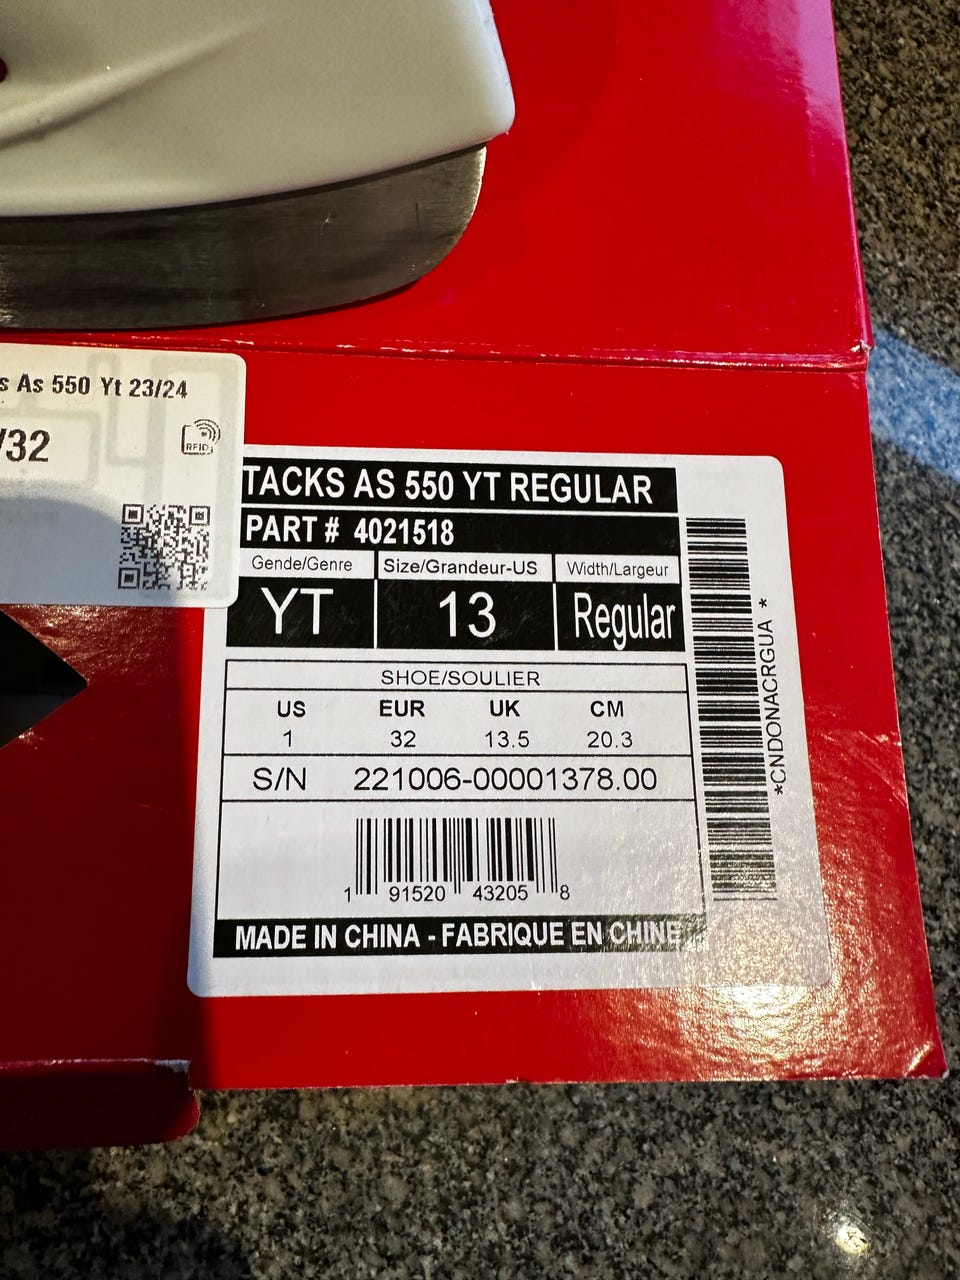 s As 550 Yt 23/24
/32
RFID
TACKS AS 550 YT REGULAR
PART # 4021518
Gende/Genre Size/Grandeur-US Width/Largeur
YT 13 Regular
SHOE/SOULIER
US EUR UK CM
1 32 13.5 20.3
S/N 221006-00001378.00
1 91520 43205 8
MADE IN CHINA - FABRIQUE EN CHINE
*CNDONACRGUA *